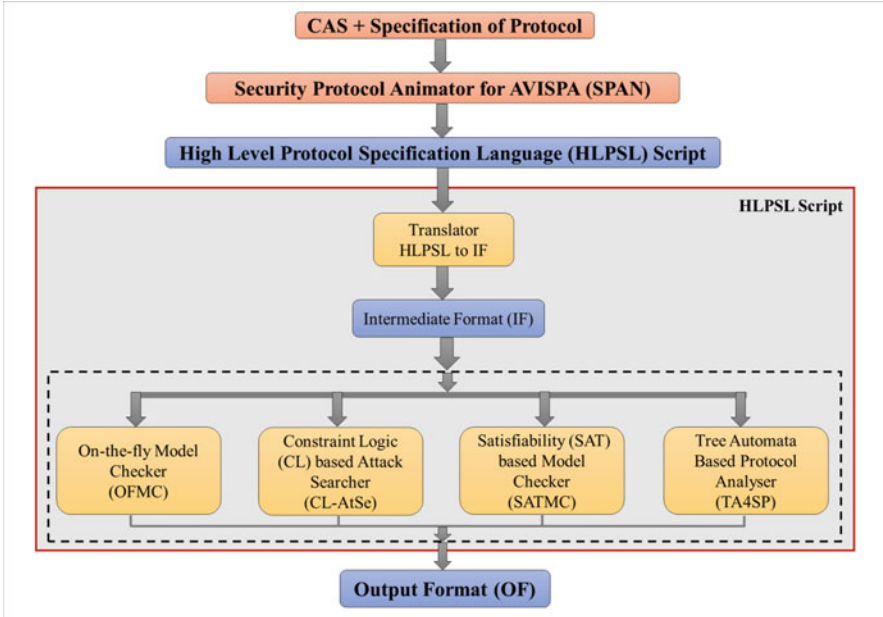 CAS + Specification of Protocol
Security Protocol Animator for AVISPA (SPAN)
High Level Protocol Specification Language (HLPSL) Script
HLPSL Script
Translator
HLPSL to IF
Intermediate Format (IF)
On-the-fly Model
Checker
(OFMC)
Constraint Logic
(CL) based Attack
Searcher
(CL-AtSe)
Satisfiability (SAT)
based Model
Checker
(SATMC)
Tree Automata
Based Protocol
Analyser
(TA4SP)
Output Format (OF)